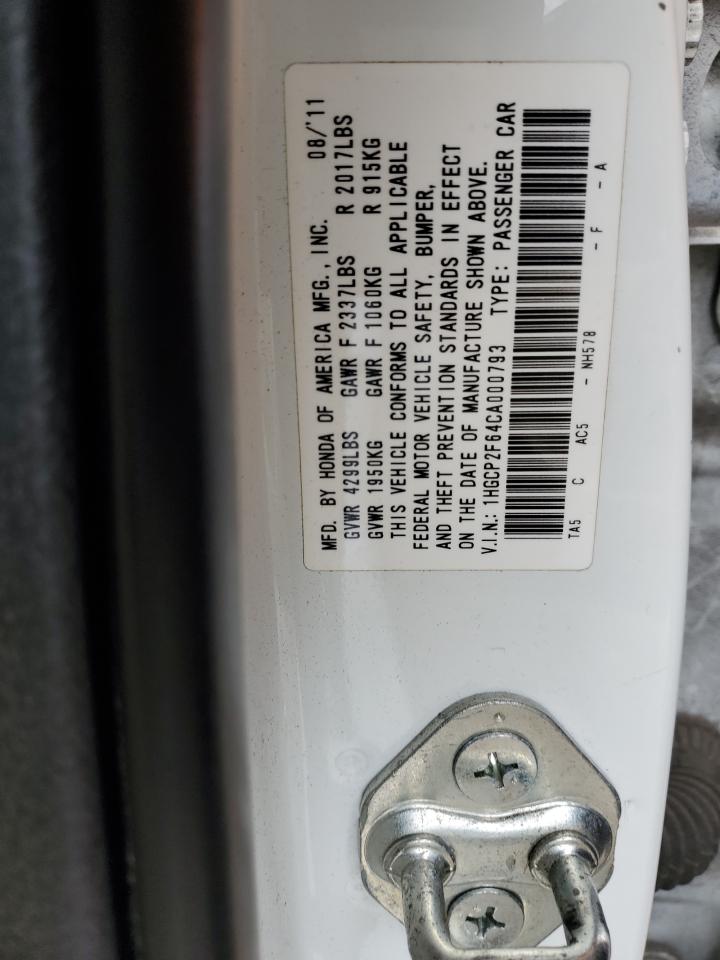 MFD. BY HONDA OF AMERICA MFG., INC. 08/'11
GVWR 4299LBS GAWR F 2337LBS R 2017LBS
GVWR 1950KG GAWR F 1060KG R 915KG
THIS VEHICLE CONFORMS TO ALL APPLICABLE
FEDERAL MOTOR VEHICLE SAFETY, BUMPER,
AND THEFT PREVENTION STANDARDS IN EFFECT
ON THE DATE OF MANUFACTURE SHOWN ABOVE.
V.I.N.: 1HGCP2F64CA000793 TYPE: PASSENGER CAR
TA5 C AC5 - NH578 - F - A